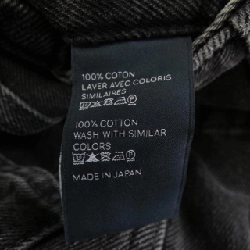 100% COTON
LAVER AVEC COLORIS
SIMILAIRES
100% COTTON
WASH WITH SIMILAR
COLORS
MADE IN JAPAN